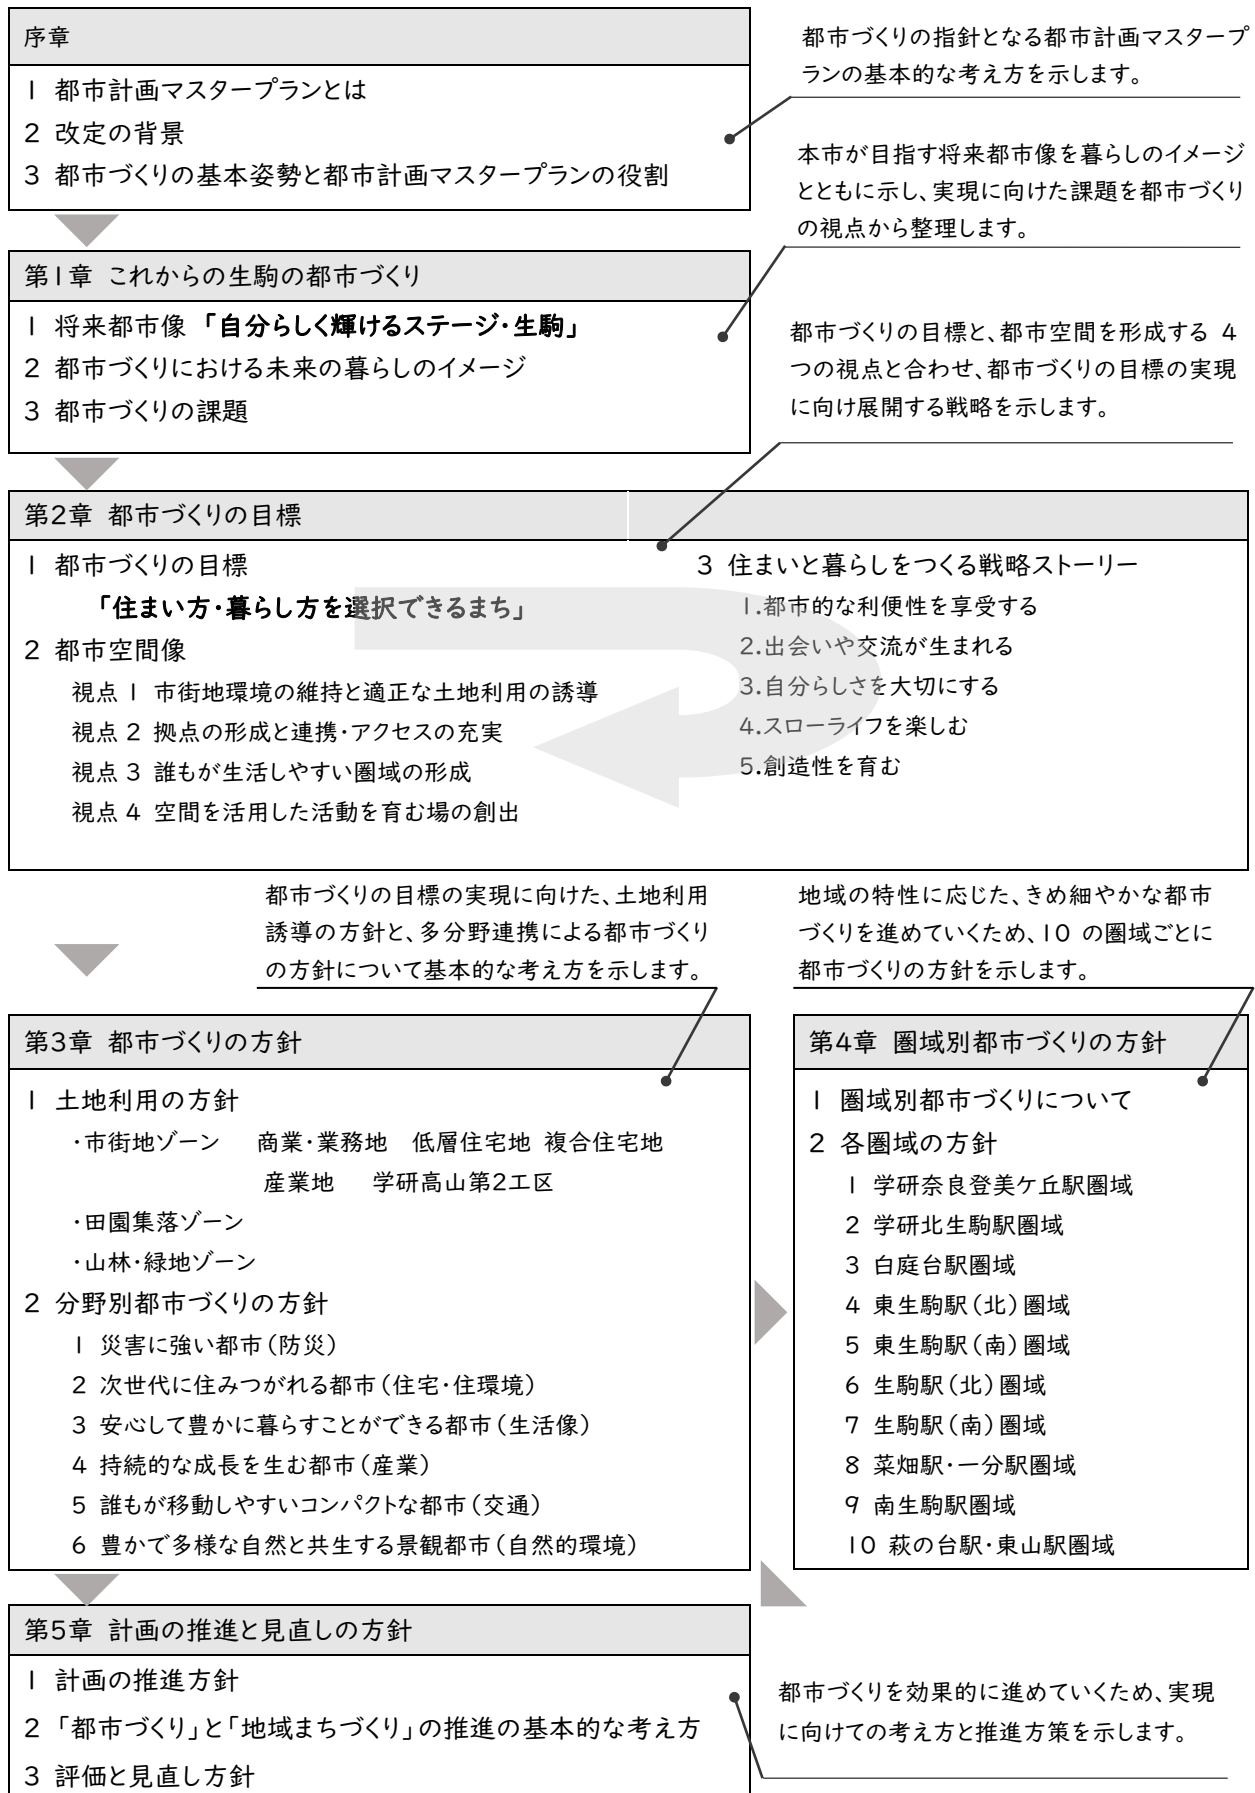 序章
1 都市計画マスタープランとは
2 改定の背景
3 都市づくりの基本姿勢と都市計画マスタープランの役割
都市づくりの指針となる都市計画マスタープ
ランの基本的な考え方を示します。
第1章 これからの生駒の都市づくり
1 将来都市像 「自分らしく輝けるステージ・生駒」
2 都市づくりにおける未来の暮らしのイメージ
3 都市づくりの課題
本市が目指す将来都市像を暮らしのイメージ
とともに示し、実現に向けた課題を都市づくり
の視点から整理します。
都市づくりの目標と、都市空間を形成する 4
つの視点と合わせ、都市づくりの目標の実現
に向け展開する戦略を示します。
第2章 都市づくりの目標
1 都市づくりの目標
「住まい方・暮らし方を選択できるまち」
2 都市空間像
視点 1 市街地環境の維持と適正な土地利用の誘導
視点 2 拠点の形成と連携・アクセスの充実
視点 3 誰もが生活しやすい圏域の形成
視点 4 空間を活用した活動を育む場の創出
3 住まいと暮らしをつくる戦略ストーリー
1.都市的な利便性を享受する
2.出会いや交流が生まれる
3.自分らしさを大切にする
4.スローライフを楽しむ
5.創造性を育む
都市づくりの目標の実現に向けた、土地利用
誘導の方針と、多分野連携による都市づくり
の方針について基本的な考え方を示します。
地域の特性に応じた、きめ細やかな都市
づくりを進めていくため、10 の圏域ごとに
都市づくりの方針を示します。
第3章 都市づくりの方針
1 土地利用の方針
・市街地ゾーン 商業・業務地 低層住宅地 複合住宅地
産業地 学研高山第2工区
・田園集落ゾーン
・山林・緑地ゾーン
2 分野別都市づくりの方針
1 災害に強い都市(防災)
2 次世代に住みつがれる都市(住宅・住環境)
3 安心して豊かに暮らすことができる都市(生活像)
4 持続的な成長を生む都市(産業)
5 誰もが移動しやすいコンパクトな都市(交通)
6 豊かで多様な自然と共生する景観都市(自然的環境)
第4章 圏域別都市づくりの方針
1 圏域別都市づくりについて
2 各圏域の方針
1 学研奈良登美ケ丘駅圏域
2 学研北生駒駅圏域
3 白庭台駅圏域
4 東生駒駅(北)圏域
5 東生駒駅(南)圏域
6 生駒駅(北)圏域
7 生駒駅(南)圏域
8 菜畑駅・一分駅圏域
9 南生駒駅圏域
10 萩の台駅・東山駅圏域
第5章 計画の推進と見直しの方針
1 計画の推進方針
2 「都市づくり」と「地域まちづくり」の推進の基本的な考え方
3 評価と見直し方針
都市づくりを効果的に進めていくため、実現
に向けての考え方と推進方策を示します。